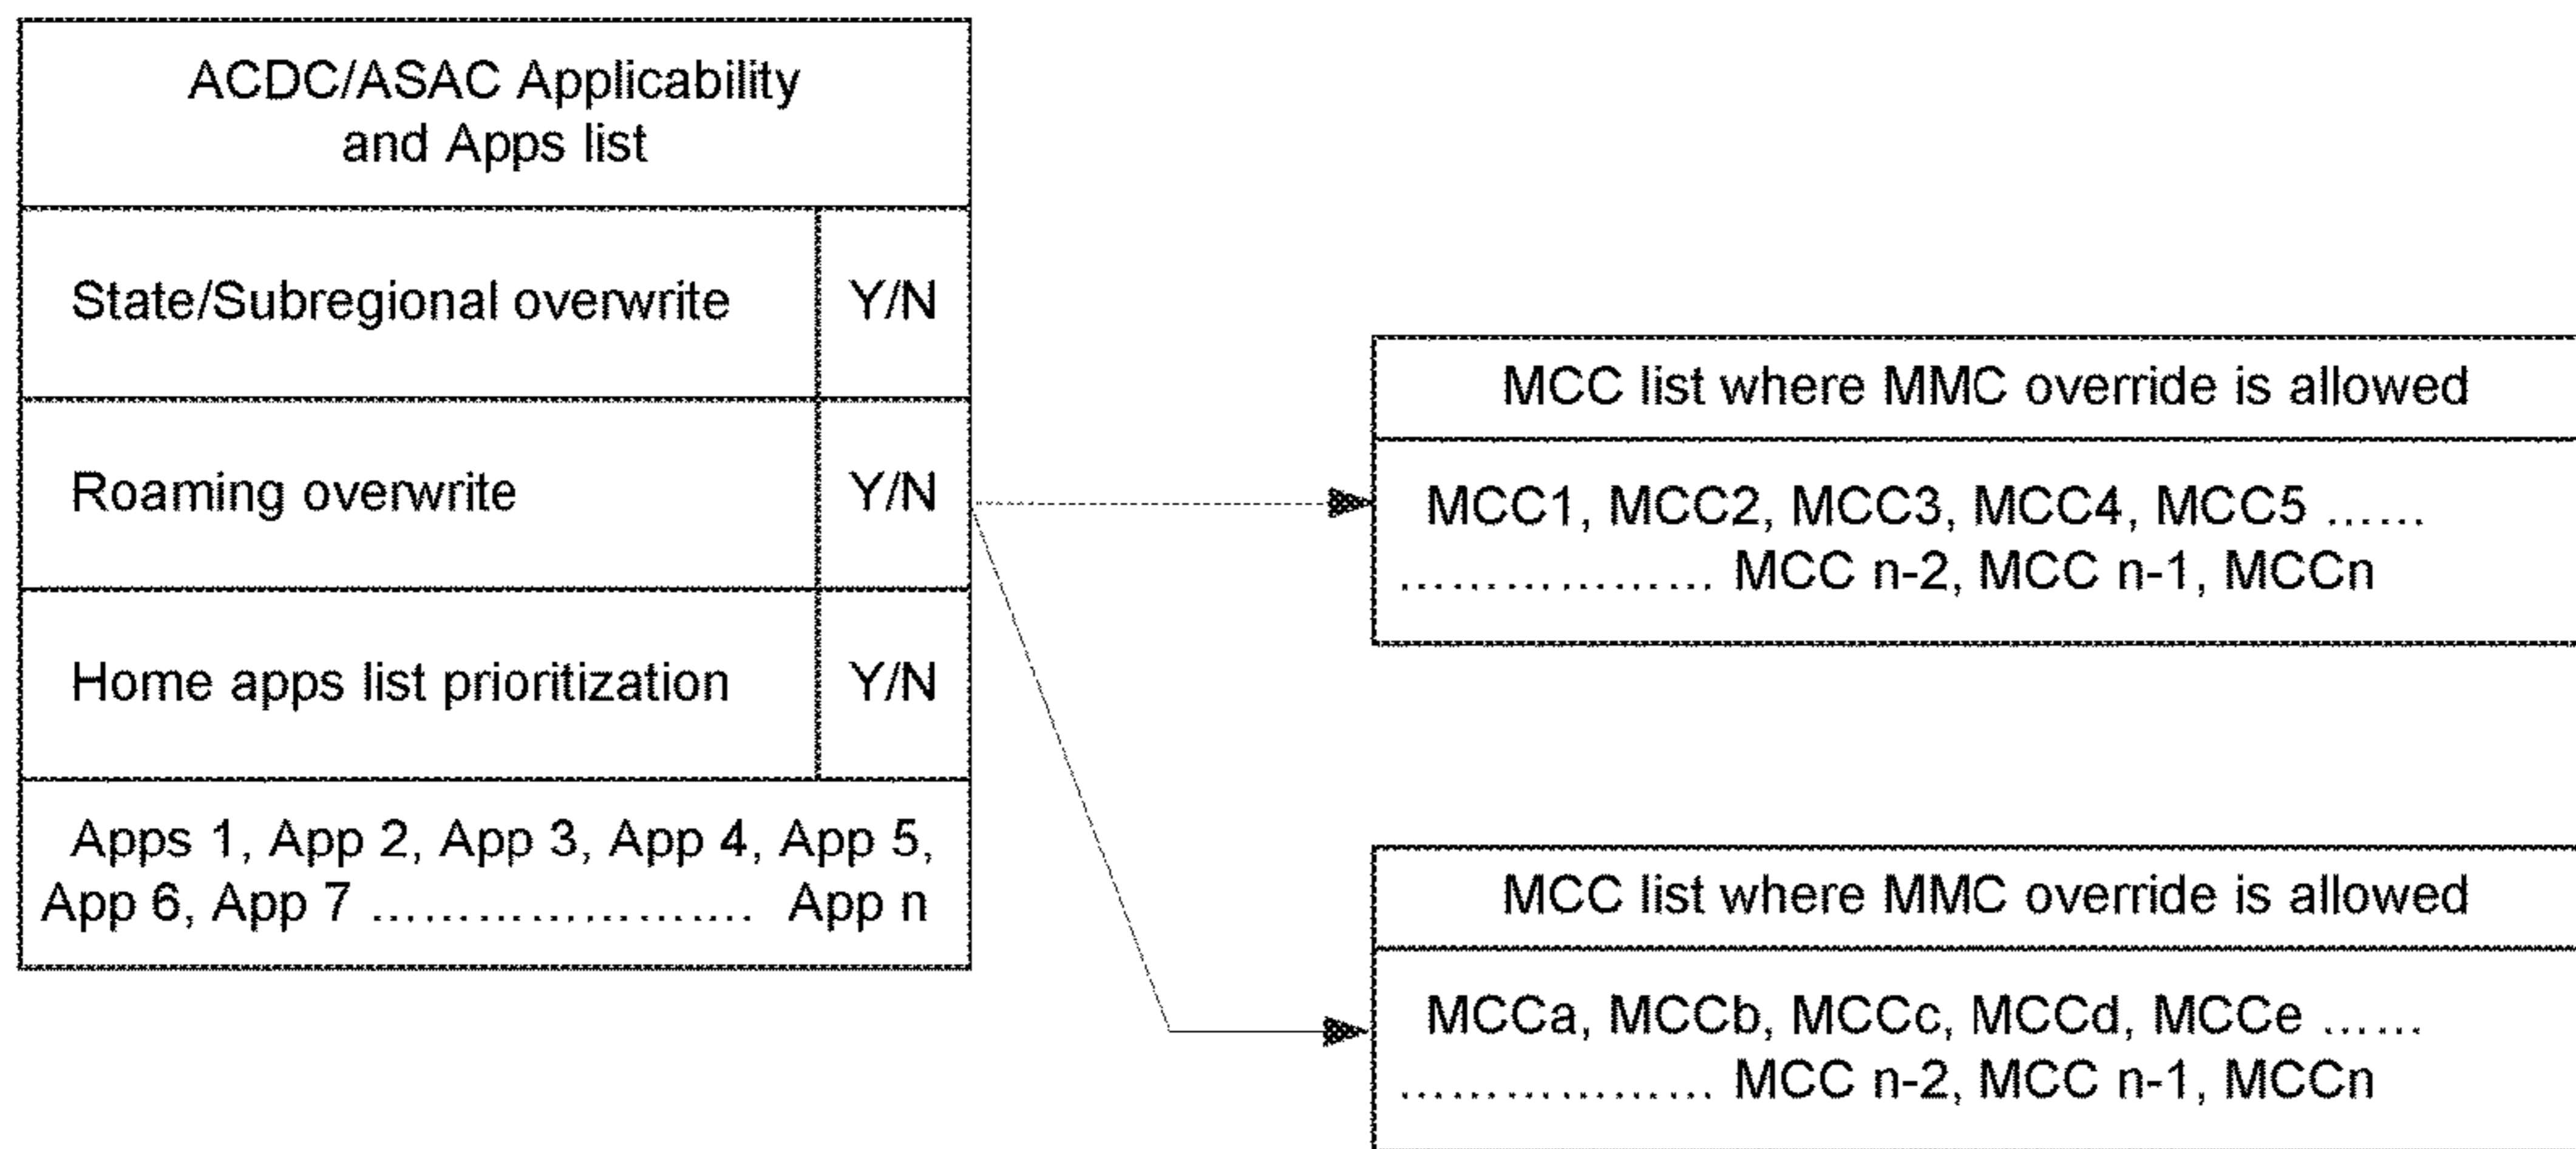 ACDC/ASAC Applicability
and Apps list
State/Subregional overwrite Y/N
Roaming overwrite Y/N
Home apps list prioritization Y/N
Apps 1, App 2, App 3, App 4, App 5,
App 6, App 7 ........................ App n
MCC list where MMC override is allowed
MCC1, MCC2, MCC3, MCC4, MCC5 ......
................... MCC n-2, MCC n-1, MCCn
MCC list where MMC override is allowed
MCCa, MCCb, MCCc, MCCd, MCCe ......
................... MCC n-2, MCC n-1, MCCn